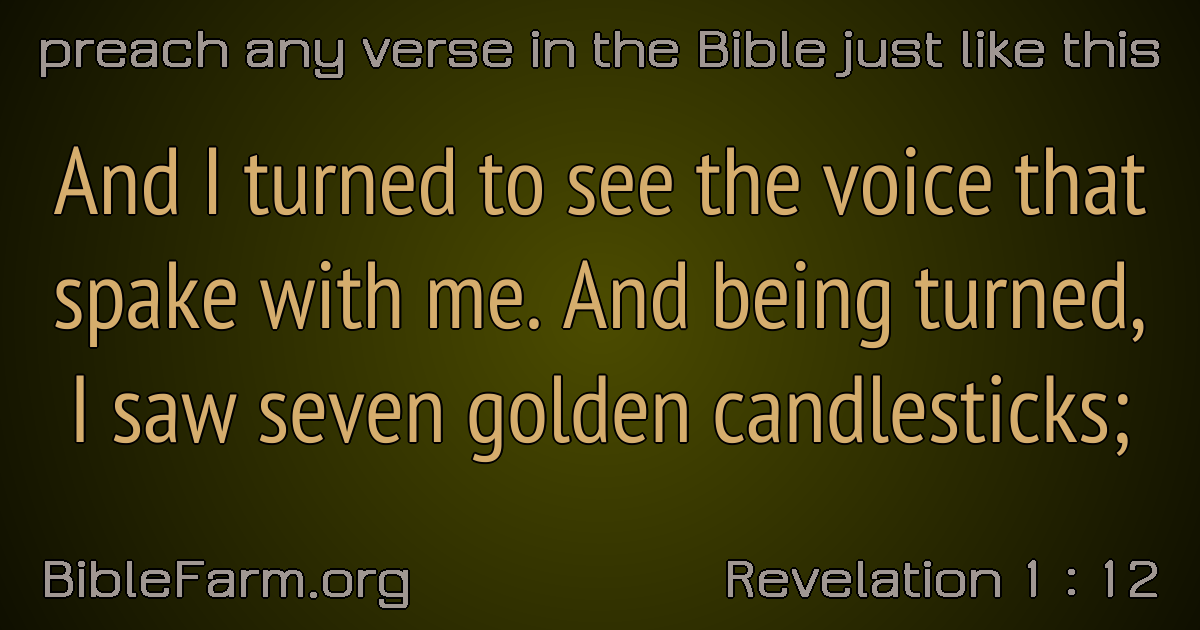 preach any verse in the Bible just like this
And I turned to see the voice that
spake with me. And being turned,
I saw seven golden candlesticks;
BibleFarm.org
Revelation 1 : 12